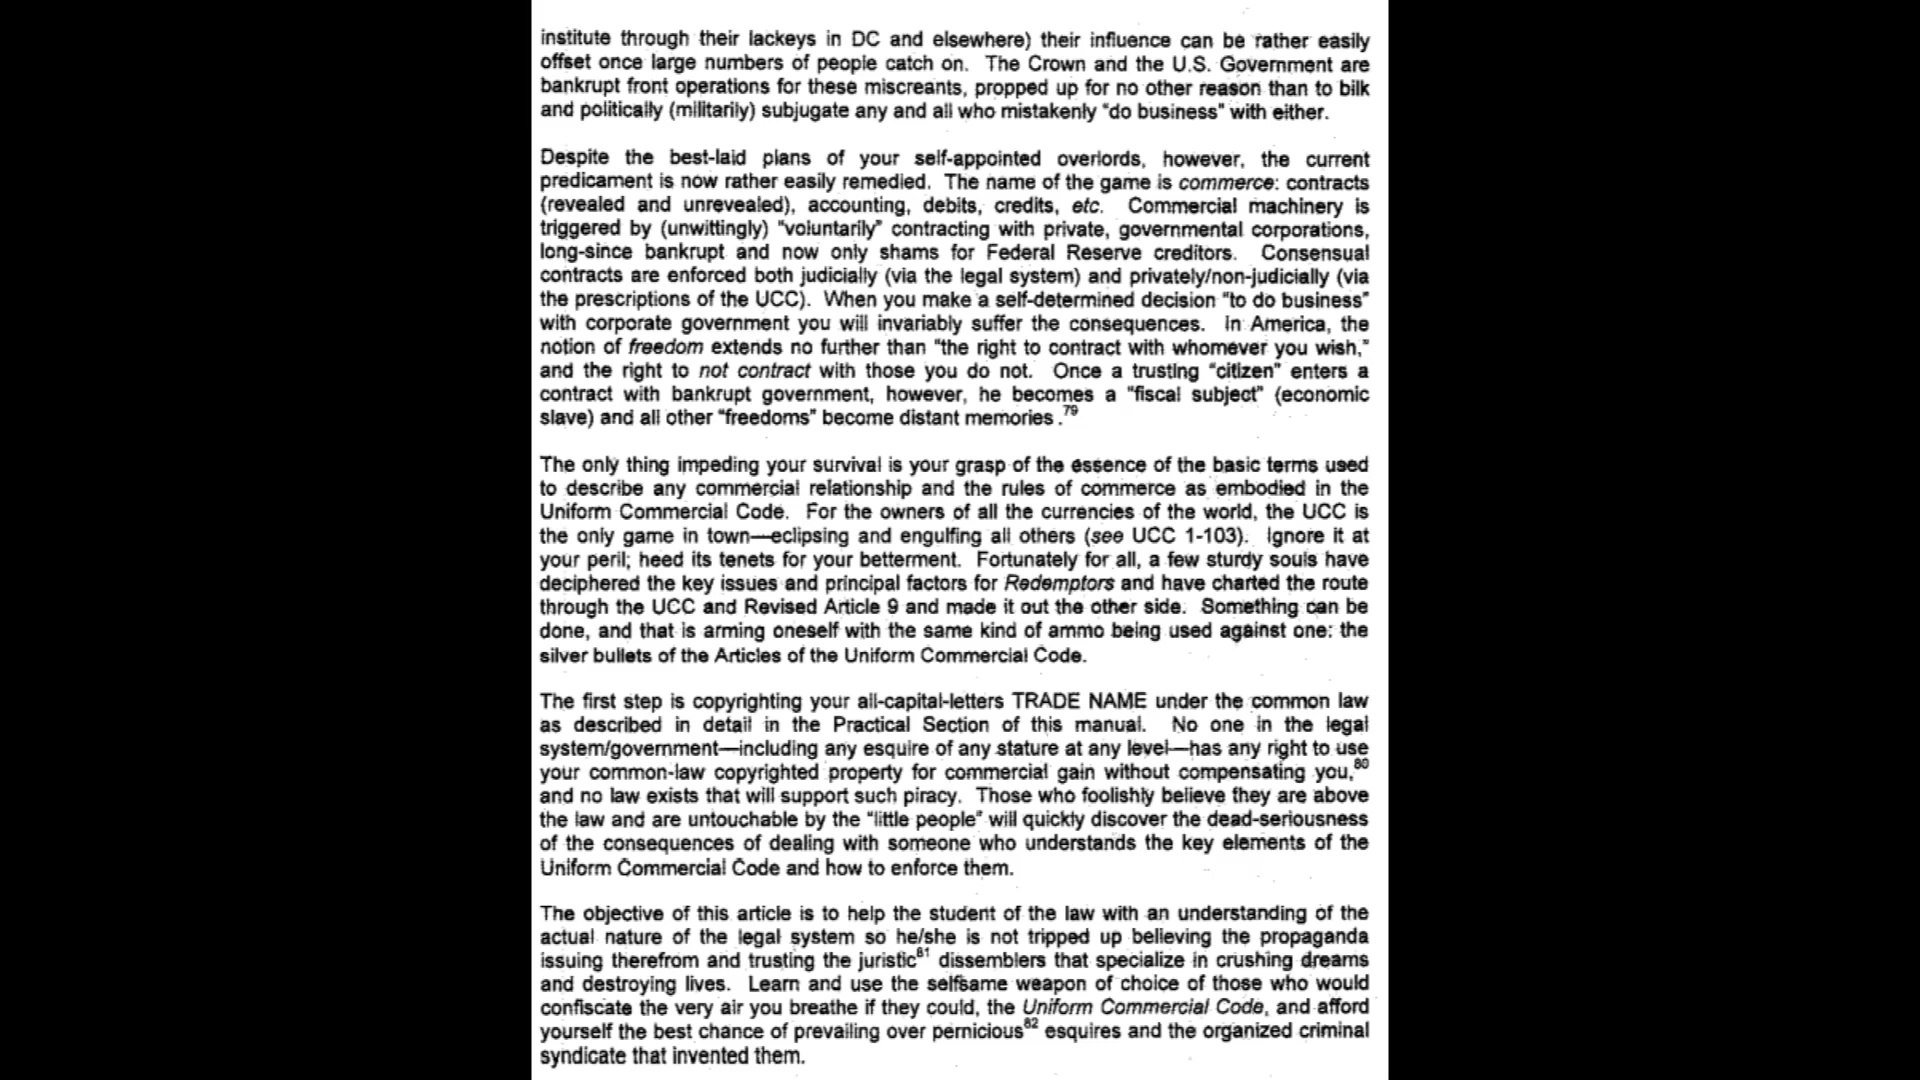 institute through their lackeys in DC and elsewhere) their influence can be rather easily
offset once large numbers of people catch on. The Crown and the U.S. Government are
bankrupt front operations for these miscreants, propped up for no other reason than to bilk
and politically (militarily) subjugate any and all who mistakenly "do business" with either.
Despite the best-laid plans of your self-appointed overlords, however, the current
predicament is now rather easily remedied. The name of the game is commerce: contracts
(revealed and unrevealed), accounting, debits, credits, etc. Commercial machinery is
triggered by (unwittingly) "voluntarily" contracting with private, governmental corporations,
long-since bankrupt and now only shams for Federal Reserve creditors. Consensual
contracts are enforced both judicially (via the legal system) and privately/non-judicially (via
the prescriptions of the UCC). When you make a self-determined decision "to do business"
with corporate government you will invariably suffer the consequences. In America, the
notion of freedom extends no further than "the right to contract with whomever you wish,"
and the right to not contract with those you do not. Once a trusting "citizen" enters a
contract with bankrupt government, however, he becomes a "fiscal subject" (economic
slave) and all other "freedoms" become distant memories.79
The only thing impeding your survival is your grasp of the essence of the basic terms used
to describe any commercial relationship and the rules of commerce as embodied in the
Uniform Commercial Code. For the owners of all the currencies of the world, the UCC is
the only game in town—eclipsing and engulfing all others (see UCC 1-103). Ignore it at
your peril; heed its tenets for your betterment. Fortunately for all, a few sturdy souls have
deciphered the key issues and principal factors for Redemptors and have charted the route
through the UCC and Revised Article 9 and made it out the other side. Something can be
done, and that is arming oneself with the same kind of ammo being used against one: the
silver bullets of the Articles of the Uniform Commercial Code.
The first step is copyrighting your all-capital-letters TRADE NAME under the common law
as described in detail in the Practical Section of this manual. No one in the legal
system/government—including any esquire of any stature at any level—has any right to use
your common-law copyrighted property for commercial gain without compensating you,80
and no law exists that will support such piracy. Those who foolishly believe they are above
the law and are untouchable by the "little people" will quickly discover the dead-seriousness
of the consequences of dealing with someone who understands the key elements of the
Uniform Commercial Code and how to enforce them.
The objective of this article is to help the student of the law with an understanding of the
actual nature of the legal system so he/she is not tripped up believing the propaganda
issuing therefrom and trusting the juristic81 dissemblers that specialize in crushing dreams
and destroying lives. Learn and use the selfsame weapon of choice of those who would
confiscate the very air you breathe if they could, the Uniform Commercial Code, and afford
yourself the best chance of prevailing over pernicious82 esquires and the organized criminal
syndicate that invented them.